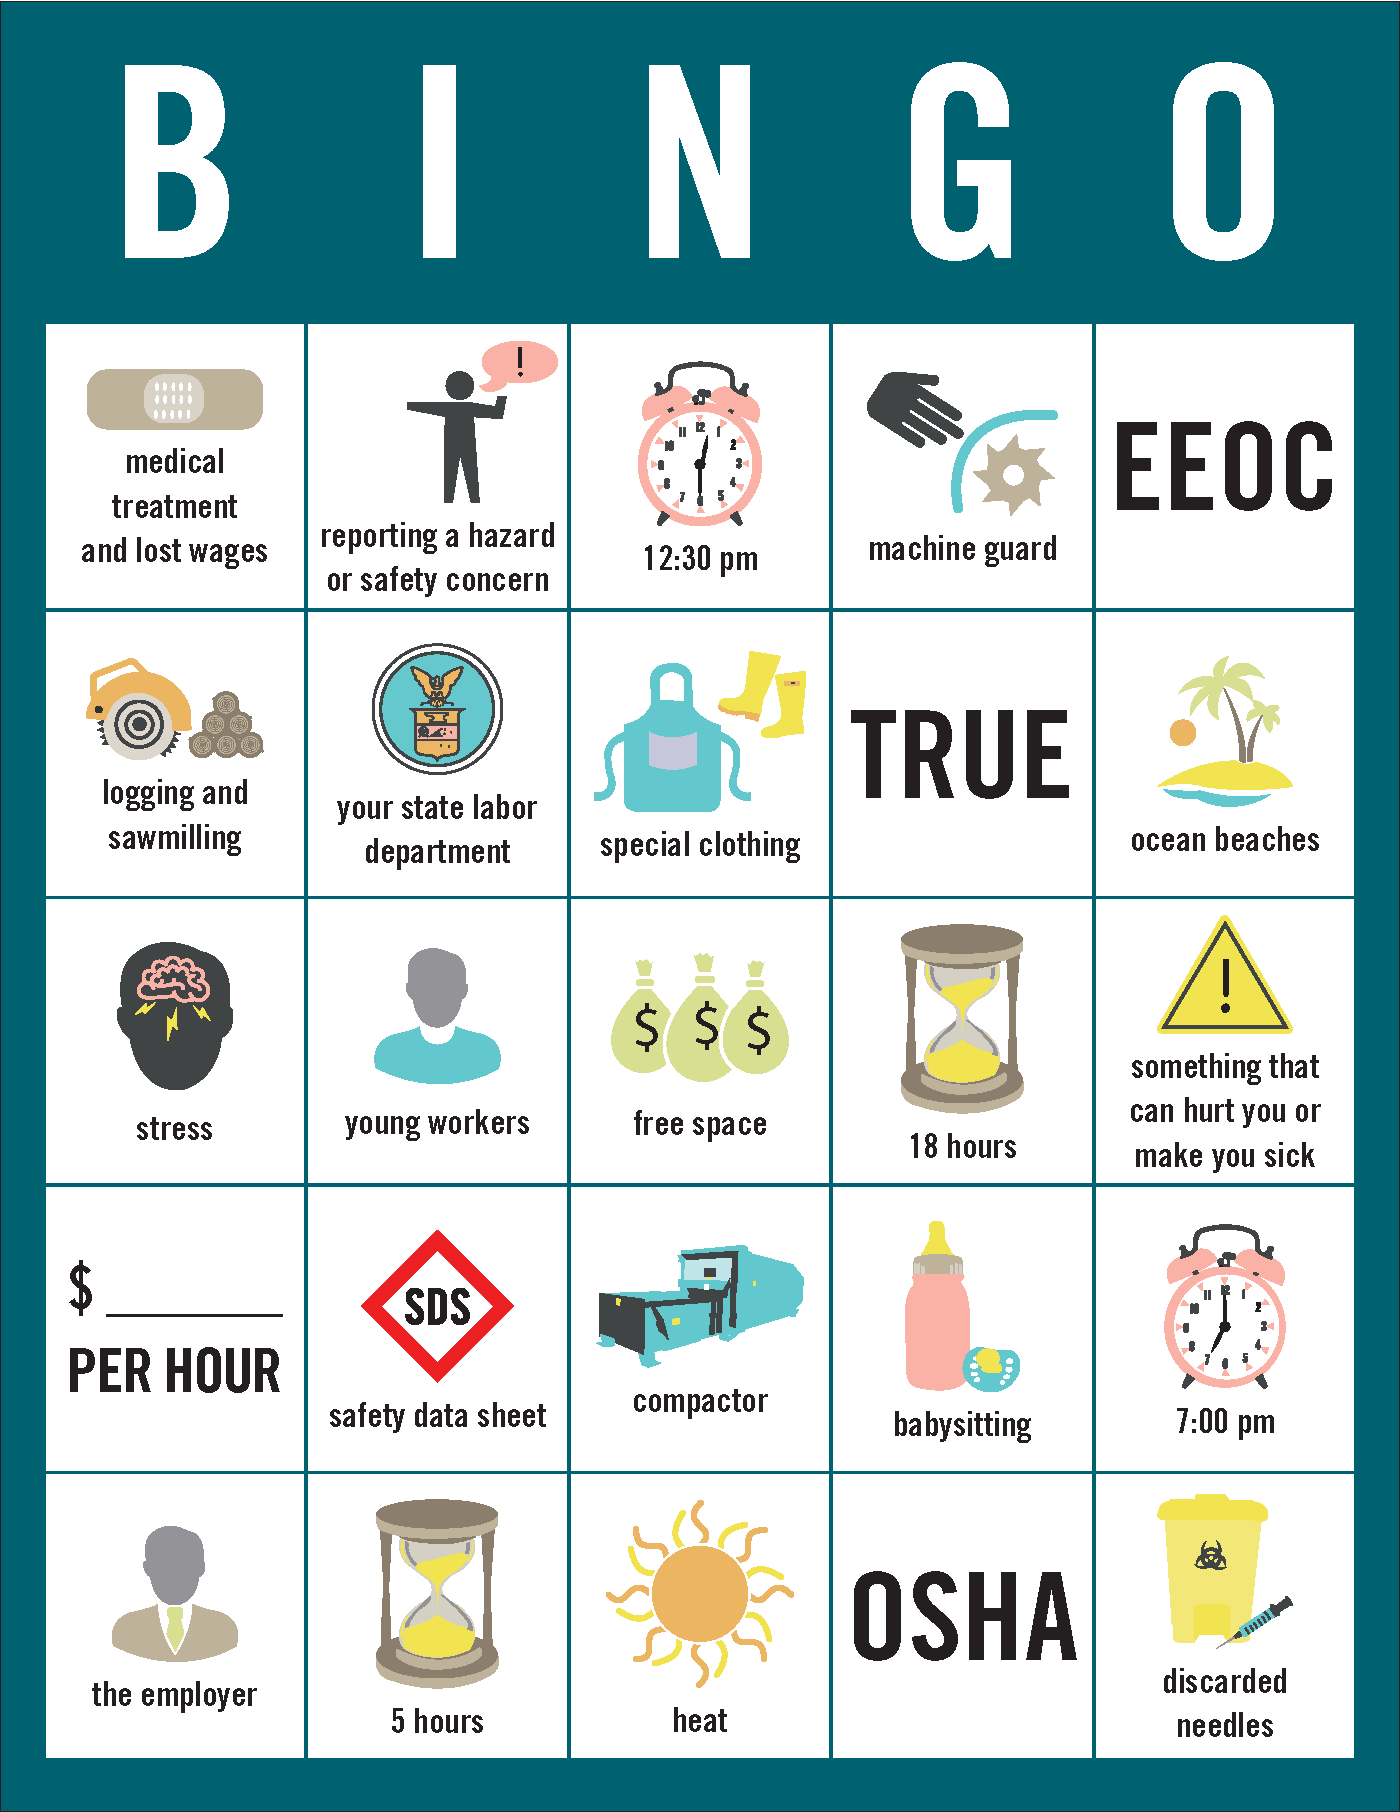 B I N G O
medical
treatment
and lost wages
!
reporting a hazard
or safety concern
12:30 pm
machine guard
EEOC
logging and
sawmilling
your state labor
department
special clothing
TRUE
ocean beaches
stress
young workers
$ $ $
free space
18 hours
!
something that
can hurt you or
make you sick
$ ________
PER HOUR
SDS
safety data sheet
compactor
babysitting
7:00 pm
the employer
5 hours
heat
OSHA
discarded
needles